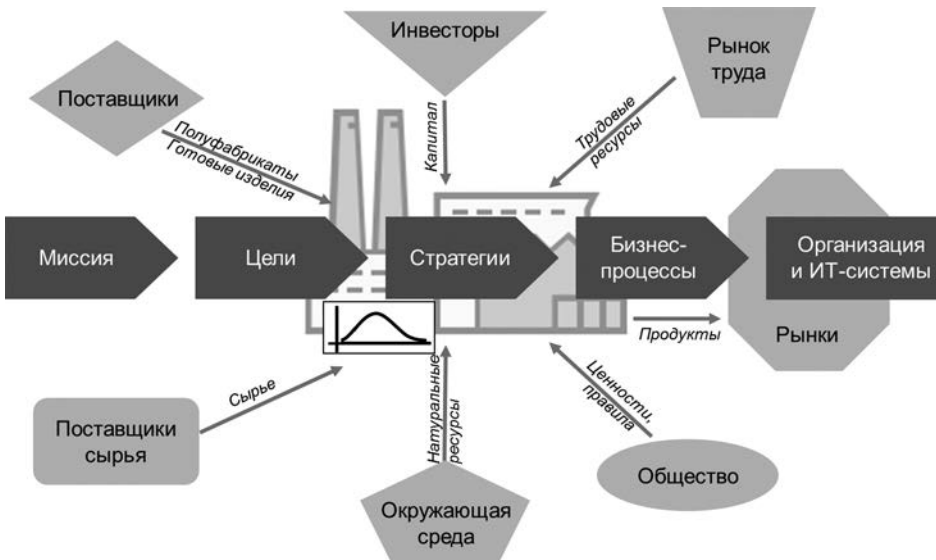 Инвесторы
Рынок
труда
Поставщики
Полуфабрикаты
Готовые изделия
Капитал
Трудовые
ресурсы
Миссия
Цели
Стратегии
Бизнес-
процессы
Организация
и ИТ-системы
Продукты
Рынки
Сырье
Натуральные
ресурсы
Ценности,
правила
Поставщики
сырья
Общество
Окружающая
среда